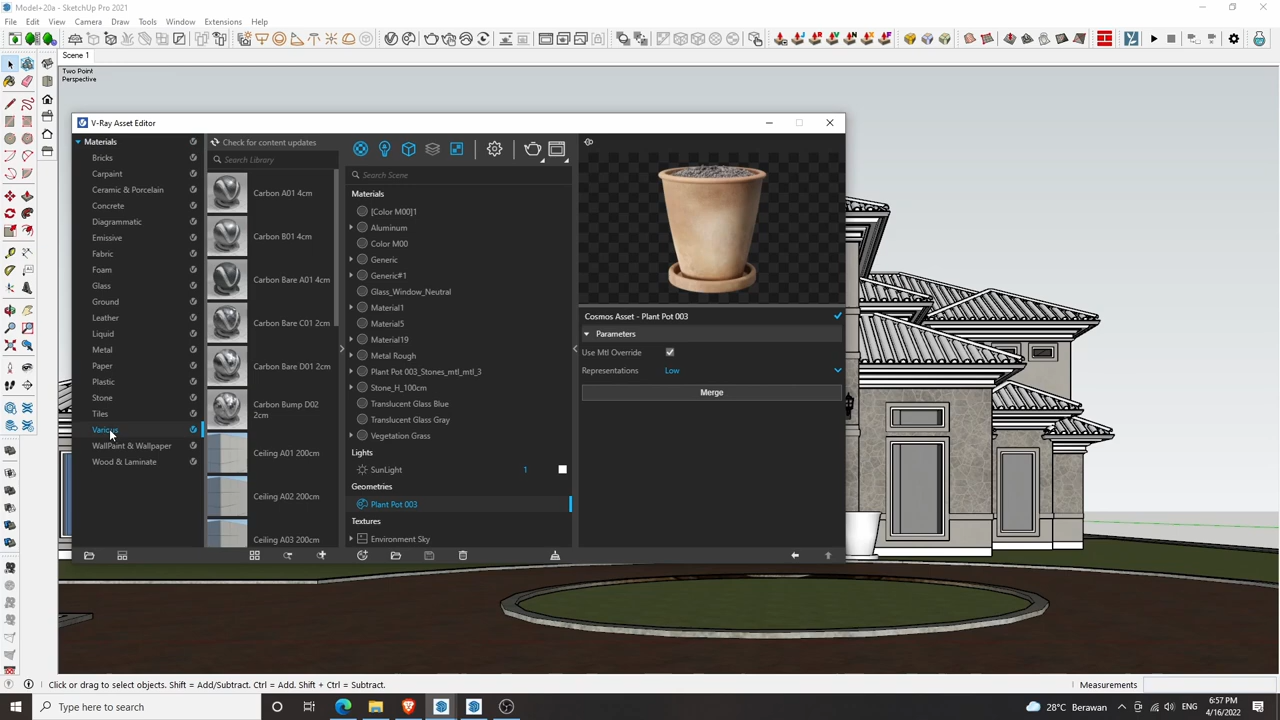 Model+20a - SketchUp Pro 2021
File Edit View Camera Draw Tools Window Extensions Help
Scene 1
Two Point
Perspective
V-Ray Asset Editor
Materials
Bricks
Carpaint
Ceramic & Porcelain
Concrete
Diagrammatic
Emissive
Fabric
Foam
Glass
Ground
Leather
Liquid
Metal
Paper
Plastic
Stone
Tiles
Various
WallPaint & Wallpaper
Wood & Laminate
Check for content updates
Search Library
Carbon A01 4cm
Carbon B01 4cm
Carbon Bare A01 4cm
Carbon Bare C01 2cm
Carbon Bare D01 2cm
Carbon Bump D02
2cm
Ceiling A01 200cm
Ceiling A02 200cm
Ceiling A03 200cm
Search Scene
Materials
[Color M00]1
Aluminum
Color M00
Generic
Generic#1
Glass_Window_Neutral
Material1
Material5
Material19
Metal Rough
Plant Pot 003_Stones_mtl_mtl_3
Stone_H_100cm
Translucent Glass Blue
Translucent Glass Gray
Vegetation Grass
Lights
SunLight 1
Geometries
Plant Pot 003
Textures
Environment Sky
Cosmos Asset - Plant Pot 003
Parameters
Use Mtl Override
Representations Low
Merge
Click or drag to select objects. Shift = Add/Subtract. Ctrl = Add. Shift + Ctrl = Subtract.
Measurements
Type here to search
28°C Berawan
ENG
6:57 PM
4/16/2022